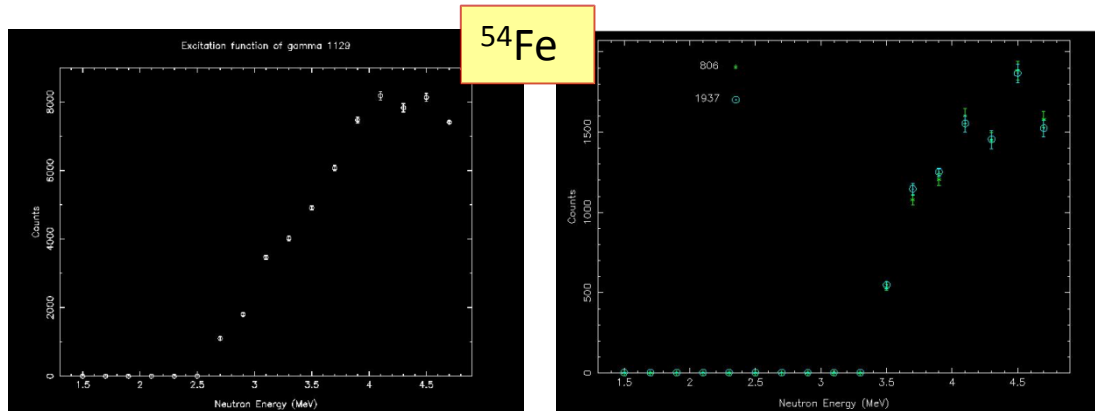 ⁵⁴Fe
Excitation function of gamma 1129
Counts
8000
6000
4000
2000
0
1.5 2 2.5 3 3.5 4 4.5
Neutron Energy (MeV)
806
1937
Counts
1500
1000
500
0
1.5 2 2.5 3 3.5 4 4.5
Neutron Energy (MeV)